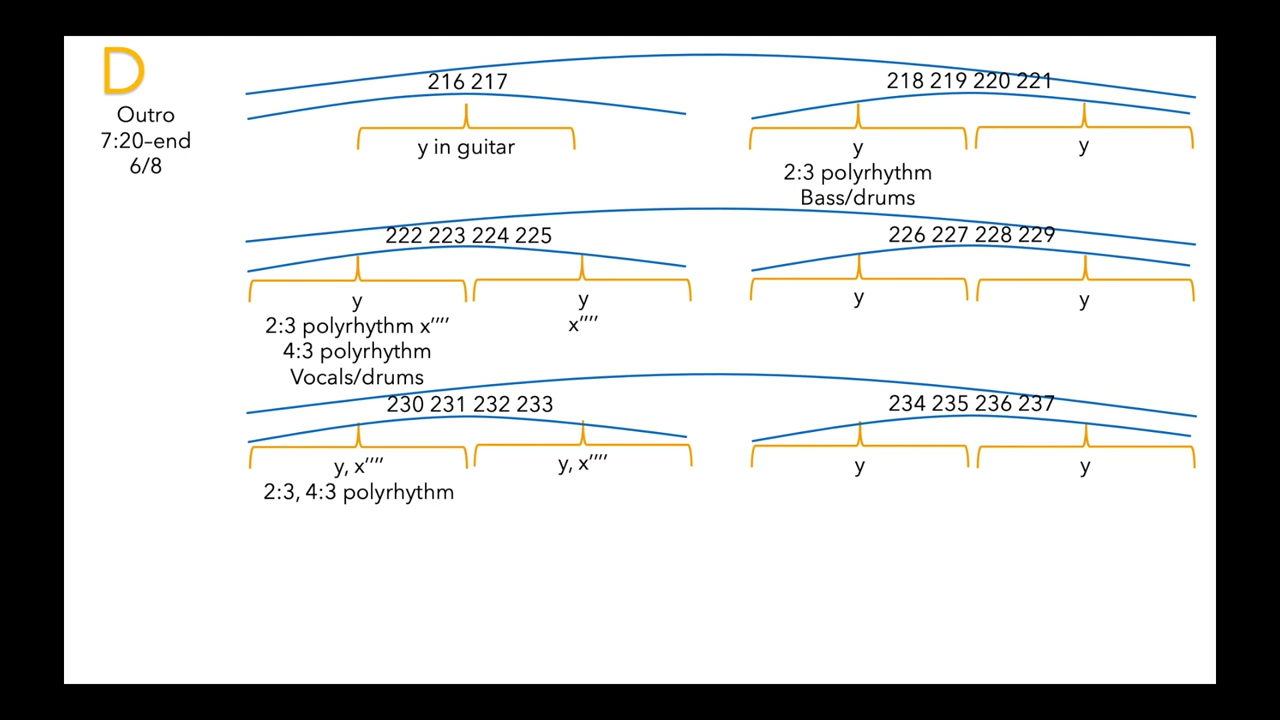 D
Outro
7:20–end
6/8
216 217
y in guitar
218 219 220 221
y
y
2:3 polyrhythm
Bass/drums
222 223 224 225
y
y
2:3 polyrhythm x′′′′
x′′′′
4:3 polyrhythm
Vocals/drums
226 227 228 229
y
y
230 231 232 233
y, x′′′′
y, x′′′′
2:3, 4:3 polyrhythm
234 235 236 237
y
y